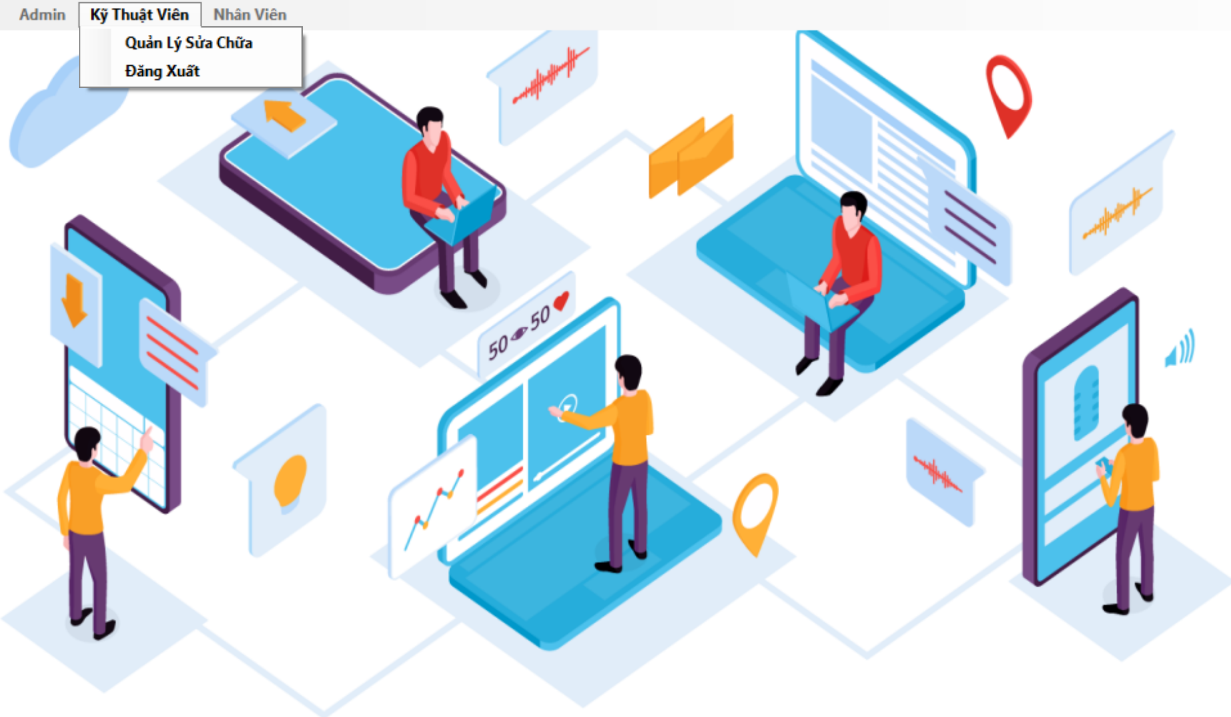 Admin Kỹ Thuật Viên Nhân Viên
Quản Lý Sửa Chữa
Đăng Xuất
50 50